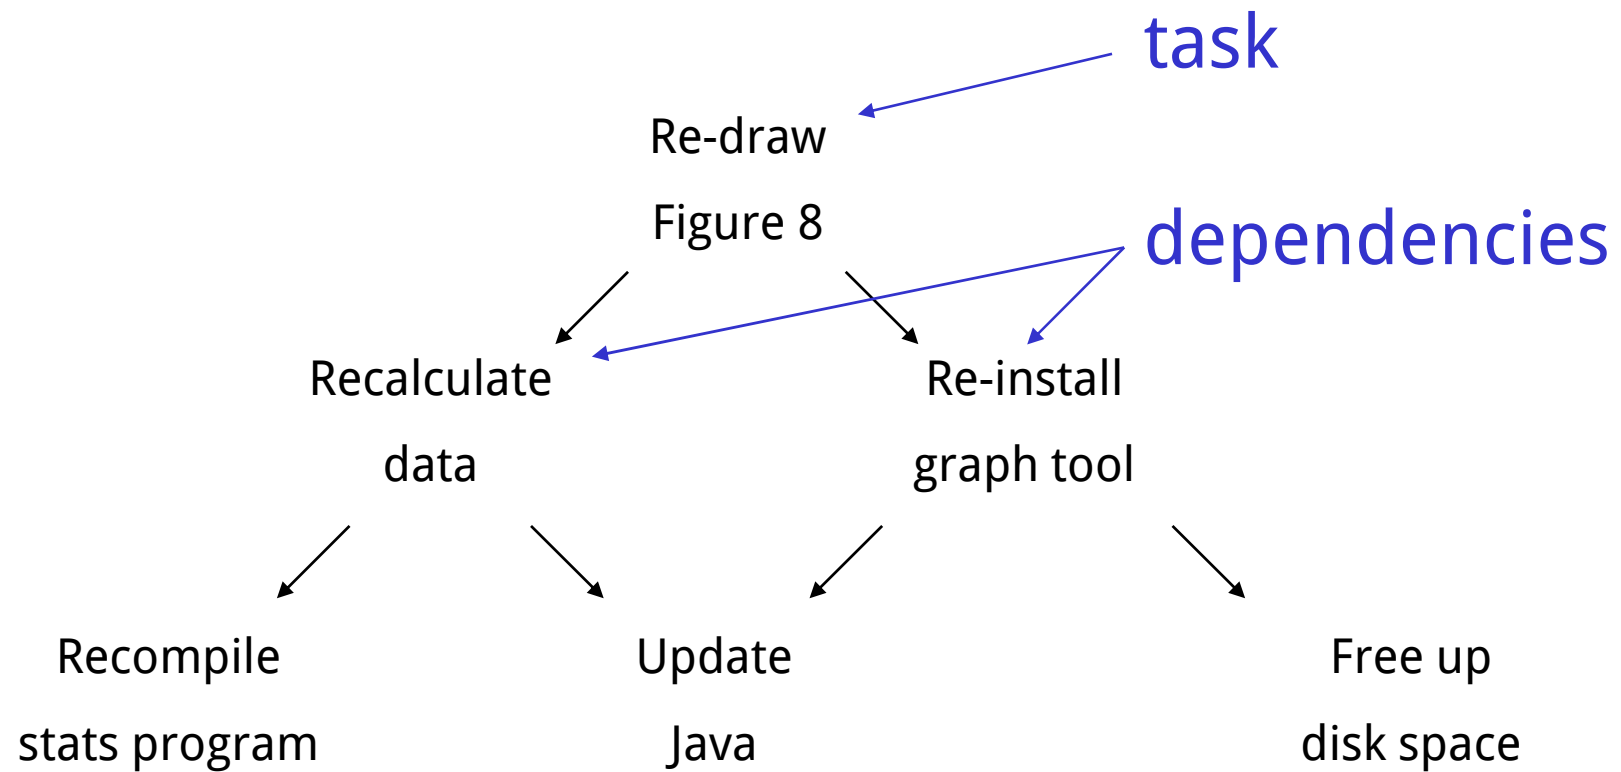 task
Re-draw
Figure 8
dependencies
Recalculate
data
Re-install
graph tool
Recompile
stats program
Update
Java
Free up
disk space